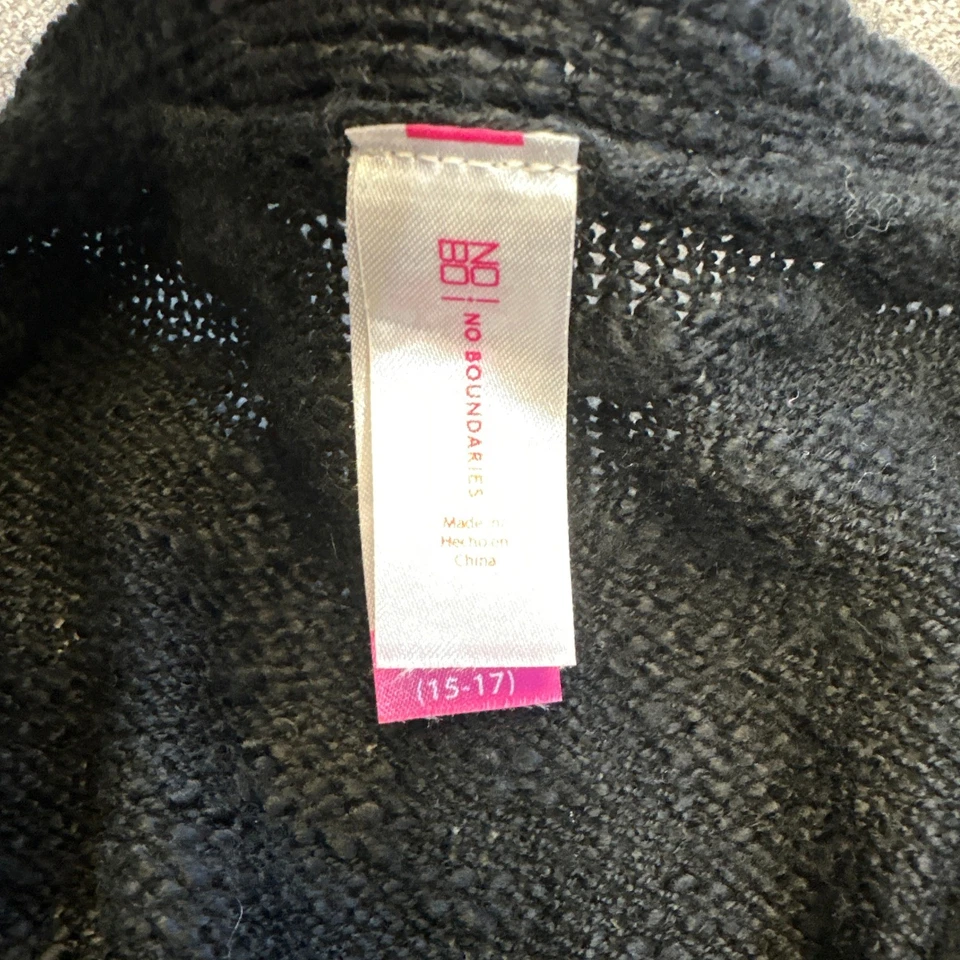 NO
BO
NO BOUNDARIES
Made in
Hecho en
China
(15-17)